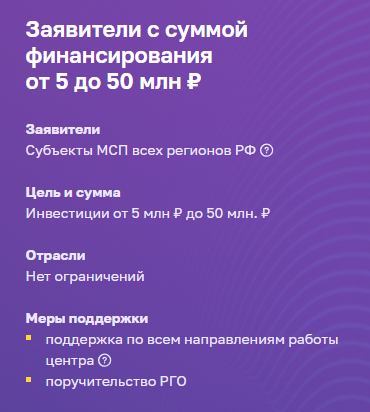 Заявители с суммой
финансирования
от 5 до 50 млн ₽
Заявители
Субъекты МСП всех регионов РФ ?
Цель и сумма
Инвестиции от 5 млн ₽ до 50 млн. ₽
Отрасли
Нет ограничений
Меры поддержки
поддержка по всем направлениям работы
центра ?
поручительство РГО